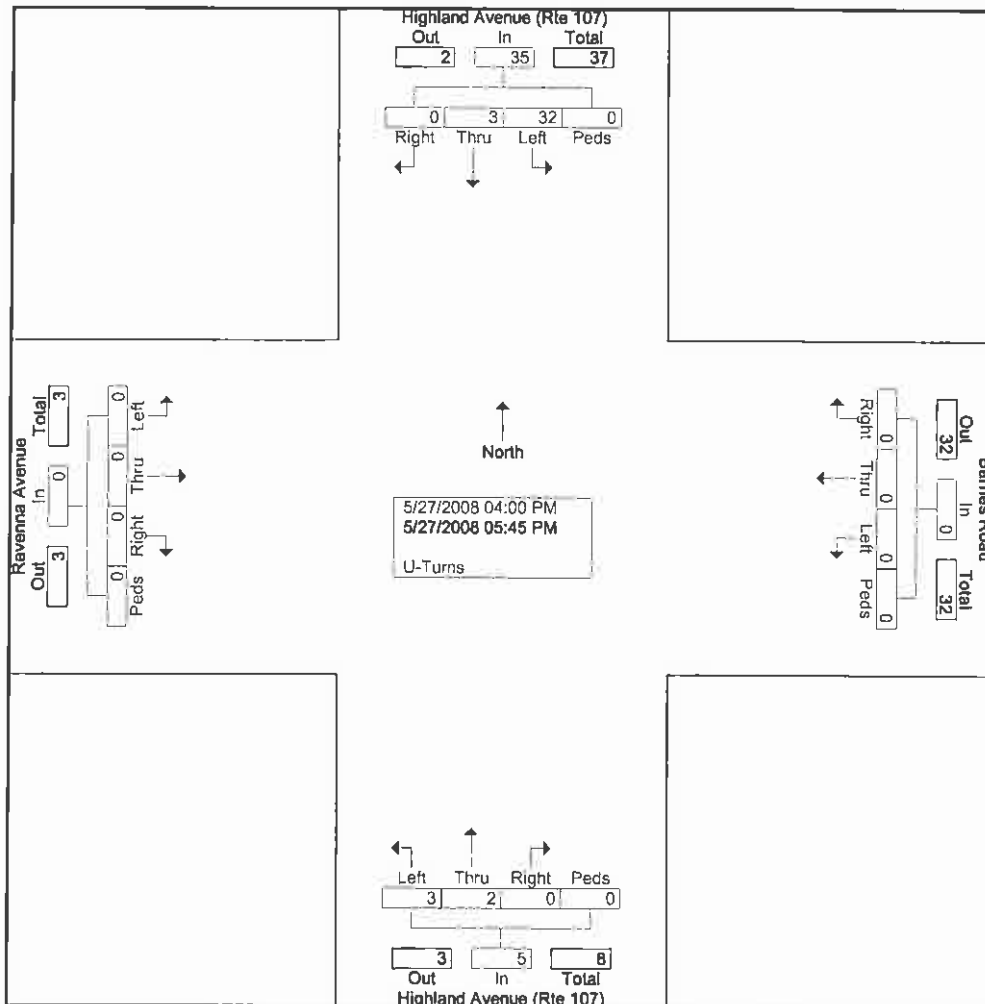 Highland Avenue (Rte 107)
Out In Total
2 35 37
0 3 32 0
Right Thru Left Peds
Ravenna Avenue
Total In Out
3 0 3
0 0 0 0
Left Thru Right Peds
North
5/27/2008 04:00 PM
5/27/2008 05:45 PM
U-Turns
Right Thru Left Peds
0 0 0 0
Out In Total
32 0 32
Barnes Road
Left Thru Right Peds
3 2 0 0
3 5 8
Out In Total
Highland Avenue (Rte 107)